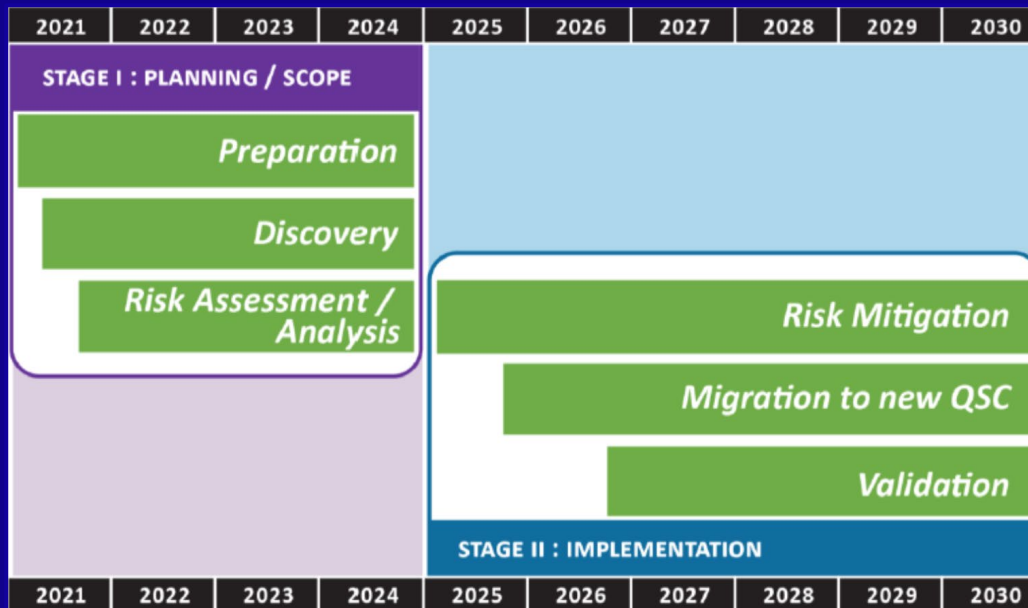 2021 2022 2023 2024 2025 2026 2027 2028 2029 2030
STAGE I : PLANNING / SCOPE
Preparation
Discovery
Risk Assessment /
Analysis
Risk Mitigation
Migration to new QSC
Validation
STAGE II : IMPLEMENTATION
2021 2022 2023 2024 2025 2026 2027 2028 2029 2030